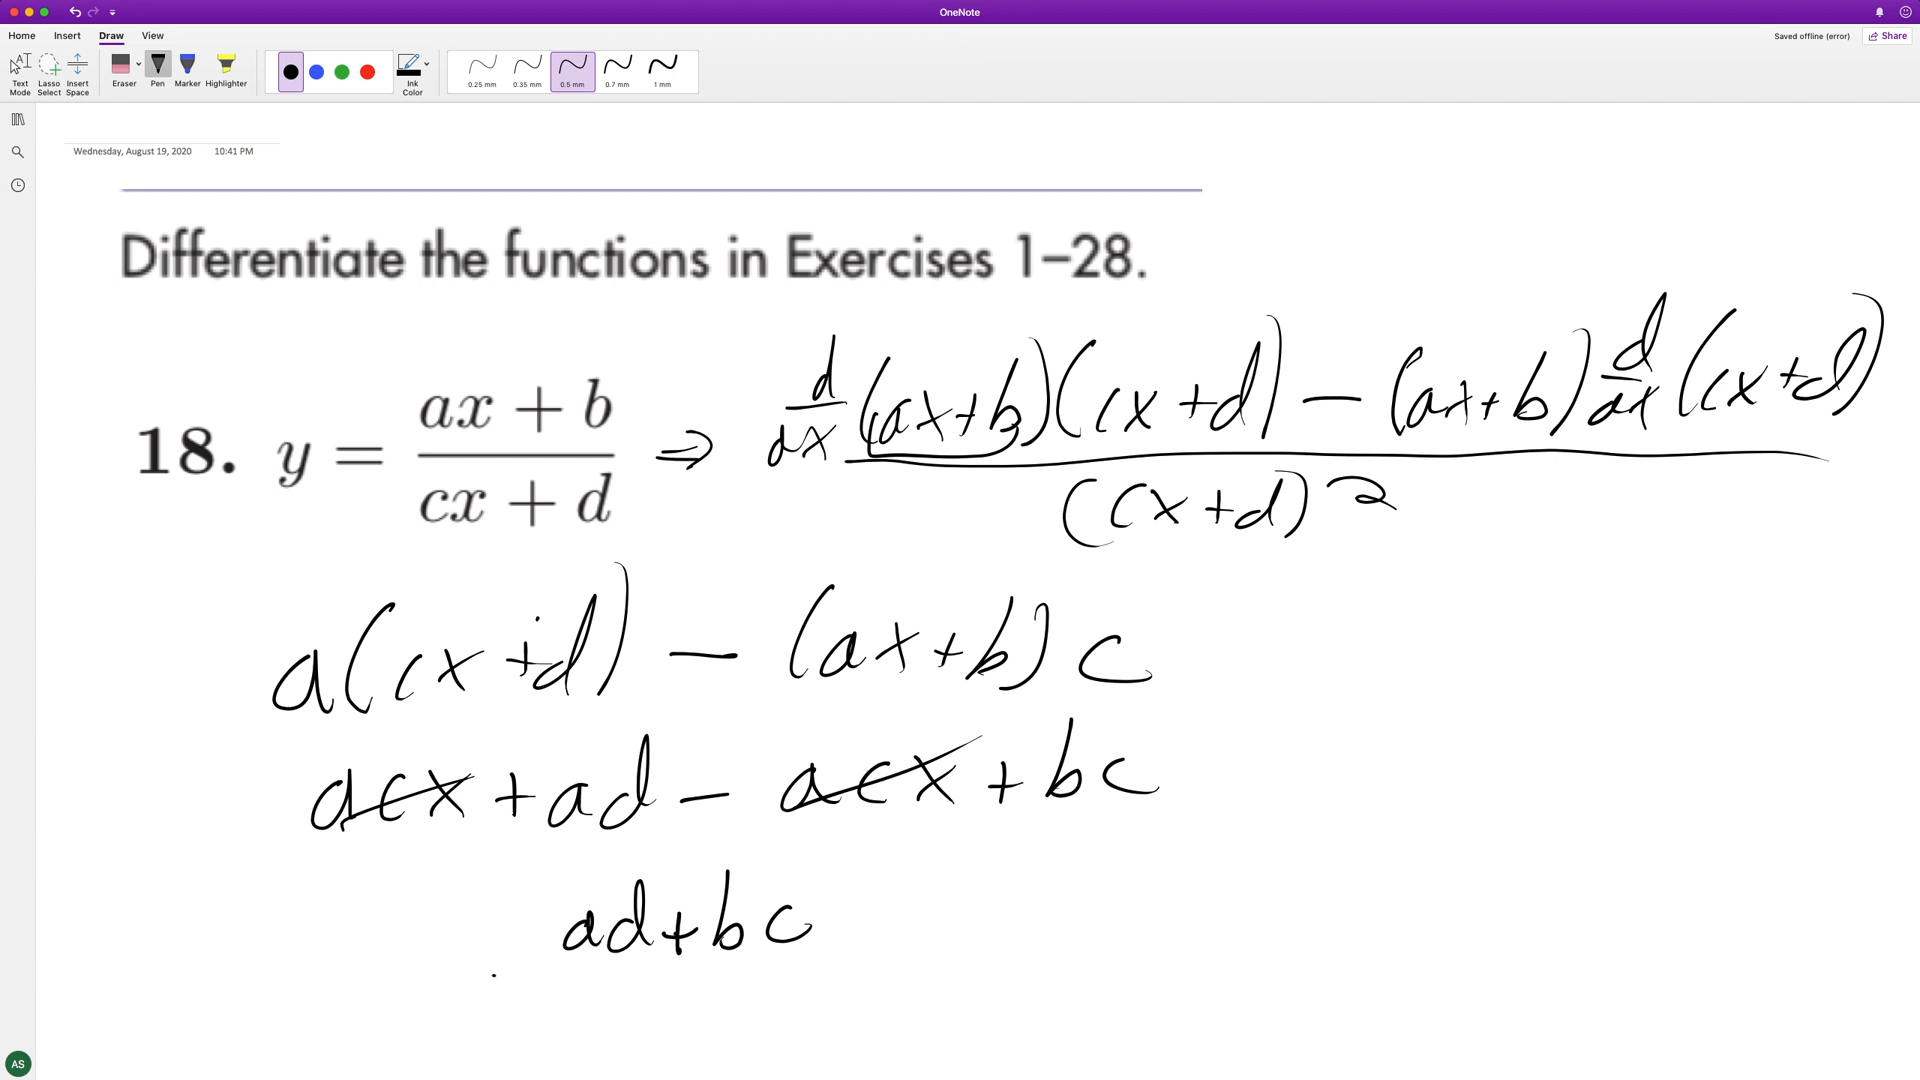 OneNote
Home Insert Draw View
Saved offline (error) Share
Text Mode Lasso Select Insert Space Eraser Pen Marker Highlighter Ink Color 0.25 mm 0.35 mm 0.5 mm 0.7 mm 1 mm
Wednesday, August 19, 2020 10:41 PM
Differentiate the functions in Exercises 1–28.
18. y = (ax + b)/(cx + d) ⇒ (d/dx (ax+b)(cx+d) − (ax+b) d/dx (cx+d))/(cx+d)²
a(cx+d) − (ax+b)c
acx + ad − acx + bc
ad+bc
AS